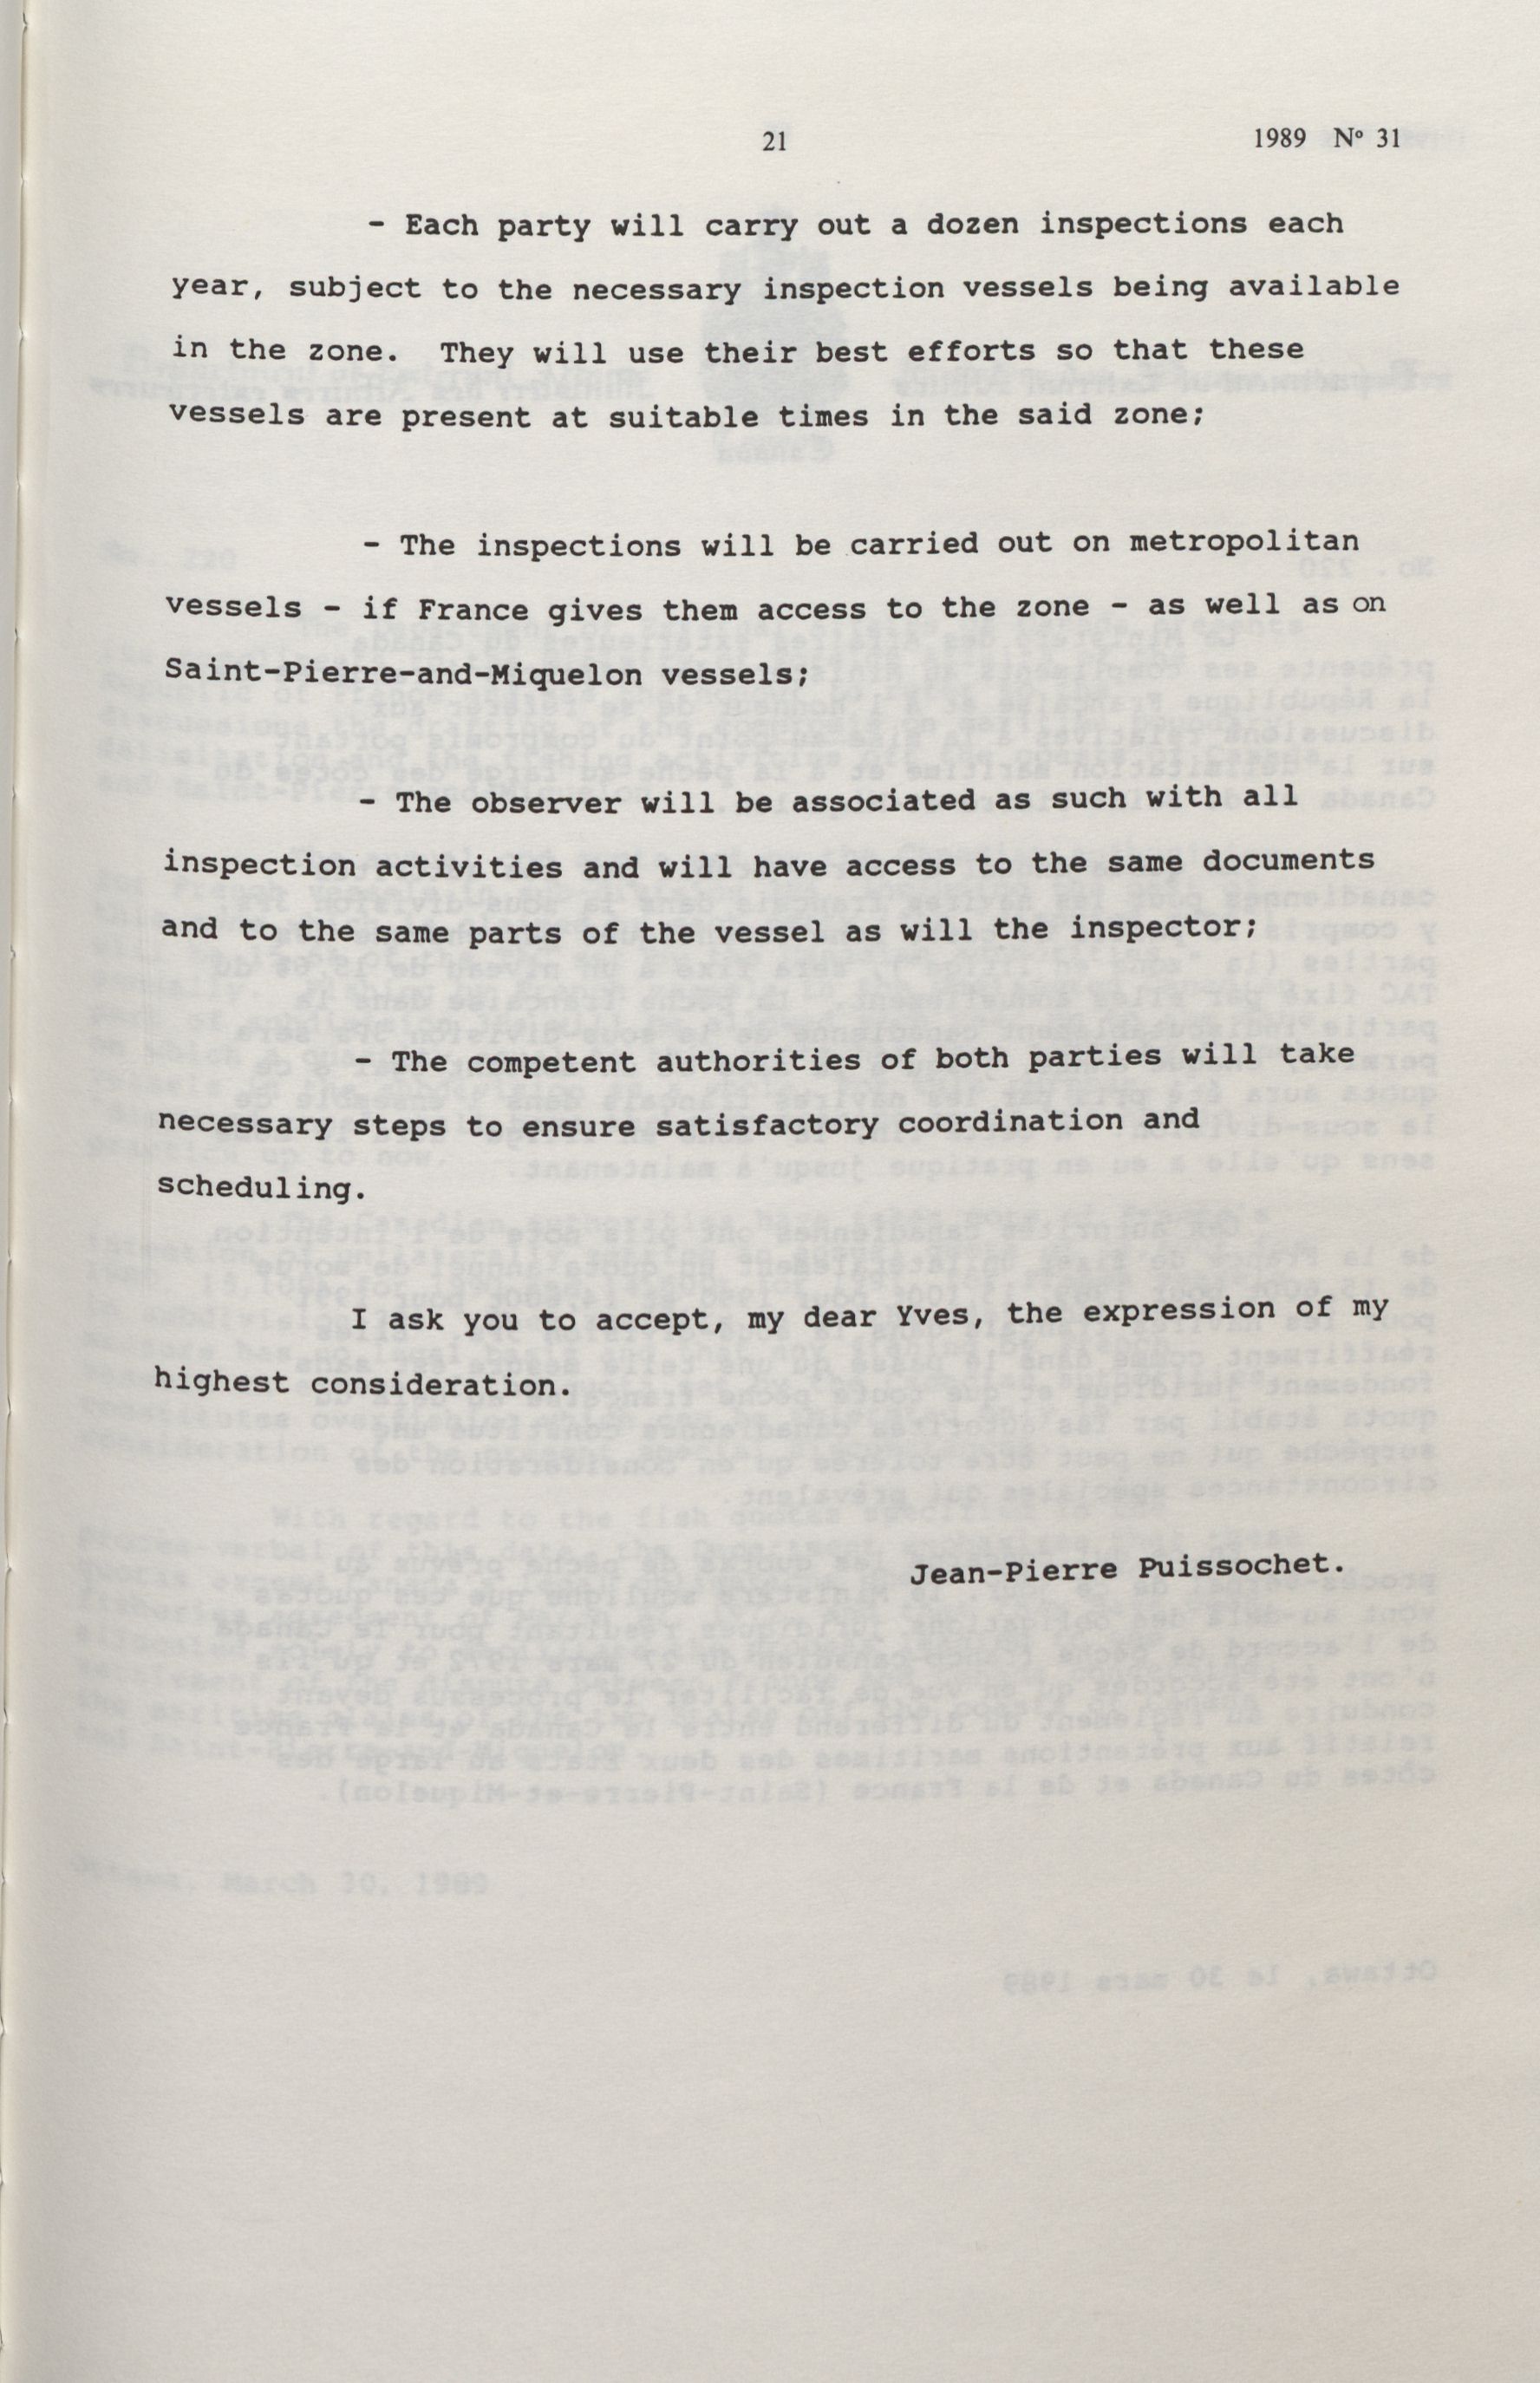 21 1989 Nº 31
- Each party will carry out a dozen inspections each
year, subject to the necessary inspection vessels being available
in the zone. They will use their best efforts so that these
vessels are present at suitable times in the said zone;
- The inspections will be carried out on metropolitan
vessels - if France gives them access to the zone - as well as on
Saint-Pierre-and-Miquelon vessels;
- The observer will be associated as such with all
inspection activities and will have access to the same documents
and to the same parts of the vessel as will the inspector;
- The competent authorities of both parties will take
necessary steps to ensure satisfactory coordination and
scheduling.
I ask you to accept, my dear Yves, the expression of my
highest consideration.
Jean-Pierre Puissochet.